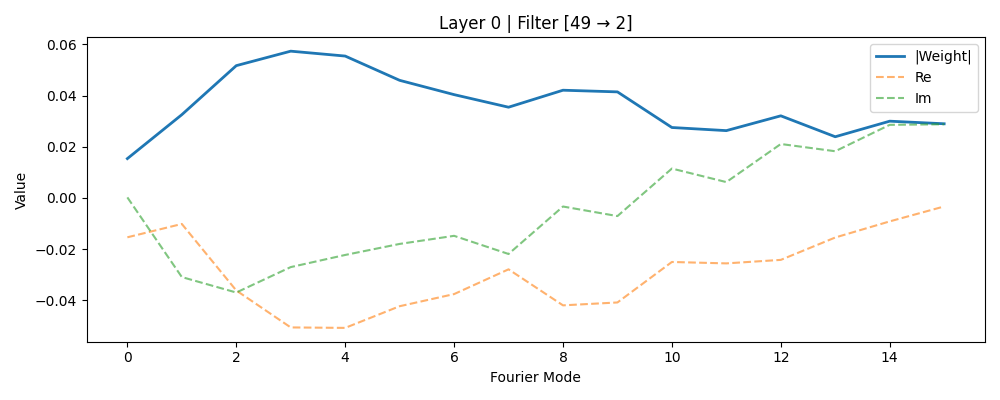 Layer 0 | Filter [49 → 2]
|Weight|
Re
Im
Value
0.06
0.04
0.02
0.00
−0.02
−0.04
0 2 4 6 8 10 12 14
Fourier Mode